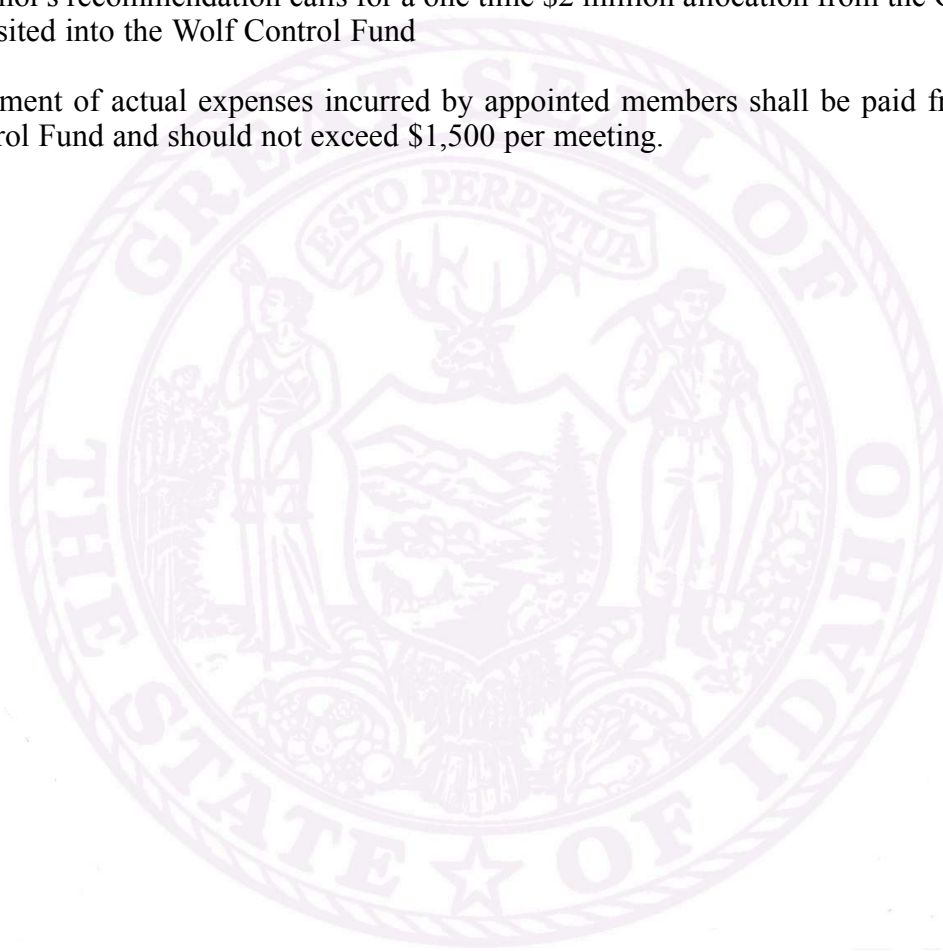 nor's recommendation calls for a one time $2 million allocation from the
sited into the Wolf Control Fund
ment of actual expenses incurred by appointed members shall be paid
rol Fund and should not exceed $1,500 per meeting.
GREAT SEAL OF
ESTO PERPETUA
THE STATE OF IDAHO